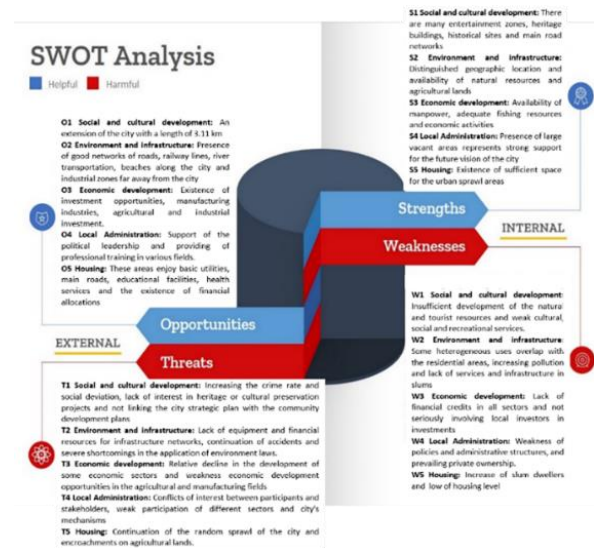 SWOT Analysis
Helpful Harmful
S1 Social and cultural development: There
are many entertainment zones, heritage
buildings, historical sites and main road
networks
S2 Environment and Infrastructure:
Distinguished geographic location and
availability of natural resources and
agricultural lands
S3 Economic development: Availability of
manpower, adequate fishing resources
and economic activities
S4 Local Administration: Presence of large
vacant areas represents strong support
for the future vision of the city
S5 Housing: Existence of sufficient space
for the urban sprawl areas
O1 Social and cultural development: An
extension of the city with a length of 3.11 km
O2 Environment and infrastructure: Presence
of good networks of roads, railway lines, river
transportation, beaches along the city and
industrial zones far away from the city
O3 Economic development: Existence of
investment opportunities, manufacturing
industries, agricultural and industrial
investment.
O4 Local Administration: Support of the
political leadership and providing of
professional training in various fields.
O5 Housing: These areas enjoy basic utilities,
main roads, educational facilities, health
services and the existence of financial
allocations
Strengths
Weaknesses
INTERNAL
Opportunities
Threats
EXTERNAL
W1 Social and cultural development:
Insufficient development of the natural
and tourist resources and weak cultural,
social and recreational services.
W2 Environment and infrastructure:
Some heterogeneous uses overlap with
the residential areas, increasing pollution
and lack of services and infrastructure in
slums
W3 Economic development: Lack of
financial credits in all sectors and not
seriously involving local investors in
investments
W4 Local Administration: Weakness of
policies and administrative structures, and
prevailing private ownership.
W5 Housing: Increase of slum dwellers
and low of housing level
T1 Social and cultural development: Increasing the crime rate and
social deviation, lack of interest in heritage or cultural preservation
projects and not linking the city strategic plan with the community
development plans
T2 Environment and infrastructure: Lack of equipment and financial
resources for infrastructure networks, continuation of accidents and
severe shortcomings in the application of environment laws.
T3 Economic development: Relative decline in the development of
some economic sectors and weakness economic development
opportunities in the agricultural and manufacturing fields
T4 Local Administration: Conflicts of interest between participants and
stakeholders, weak participation of different sectors and city's
mechanisms
T5 Housing: Continuation of the random sprawl of the city and
encroachments on agricultural lands.